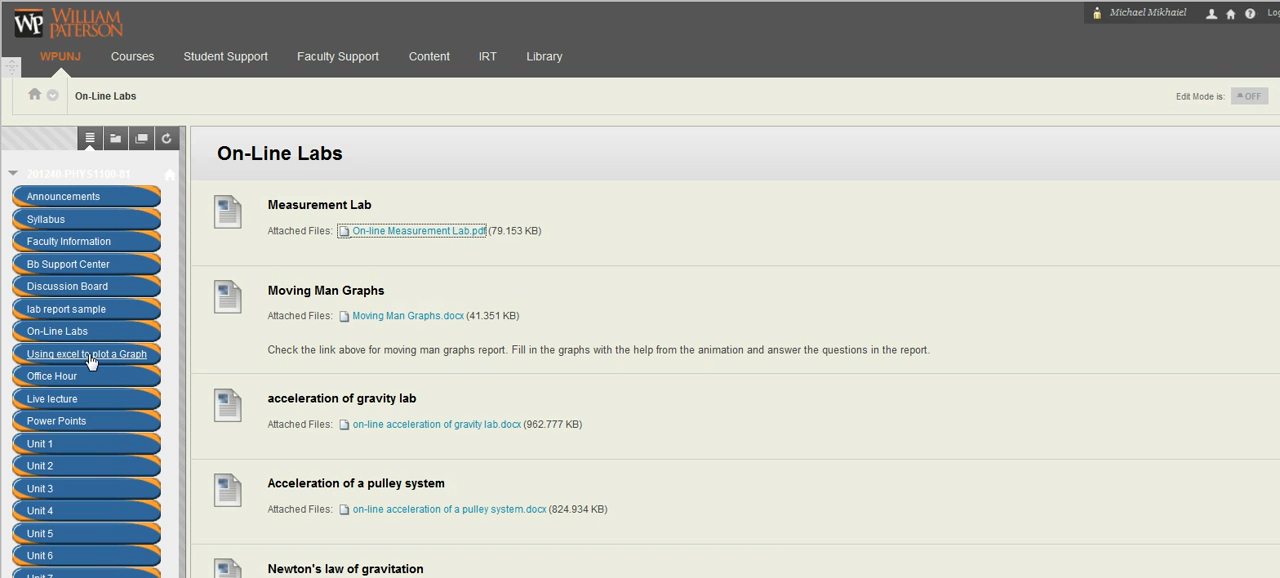 WP WILLIAM PATERSON
Michael Mikhaiel
WPUNJ Courses Student Support Faculty Support Content IRT Library
On-Line Labs
Edit Mode is: OFF
On-Line Labs
201240-PHYS1100-81
Announcements
Syllabus
Faculty Information
Bb Support Center
Discussion Board
lab report sample
On-Line Labs
Using excel to plot a Graph
Office Hour
Live lecture
Power Points
Unit 1
Unit 2
Unit 3
Unit 4
Unit 5
Unit 6
Measurement Lab
Attached Files: On-line Measurement Lab.pdf (79.153 KB)
Moving Man Graphs
Attached Files: Moving Man Graphs.docx (41.351 KB)
Check the link above for moving man graphs report. Fill in the graphs with the help from the animation and answer the questions in the report.
acceleration of gravity lab
Attached Files: on-line acceleration of gravity lab.docx (962.777 KB)
Acceleration of a pulley system
Attached Files: on-line acceleration of a pulley system.docx (824.934 KB)
Newton's law of gravitation